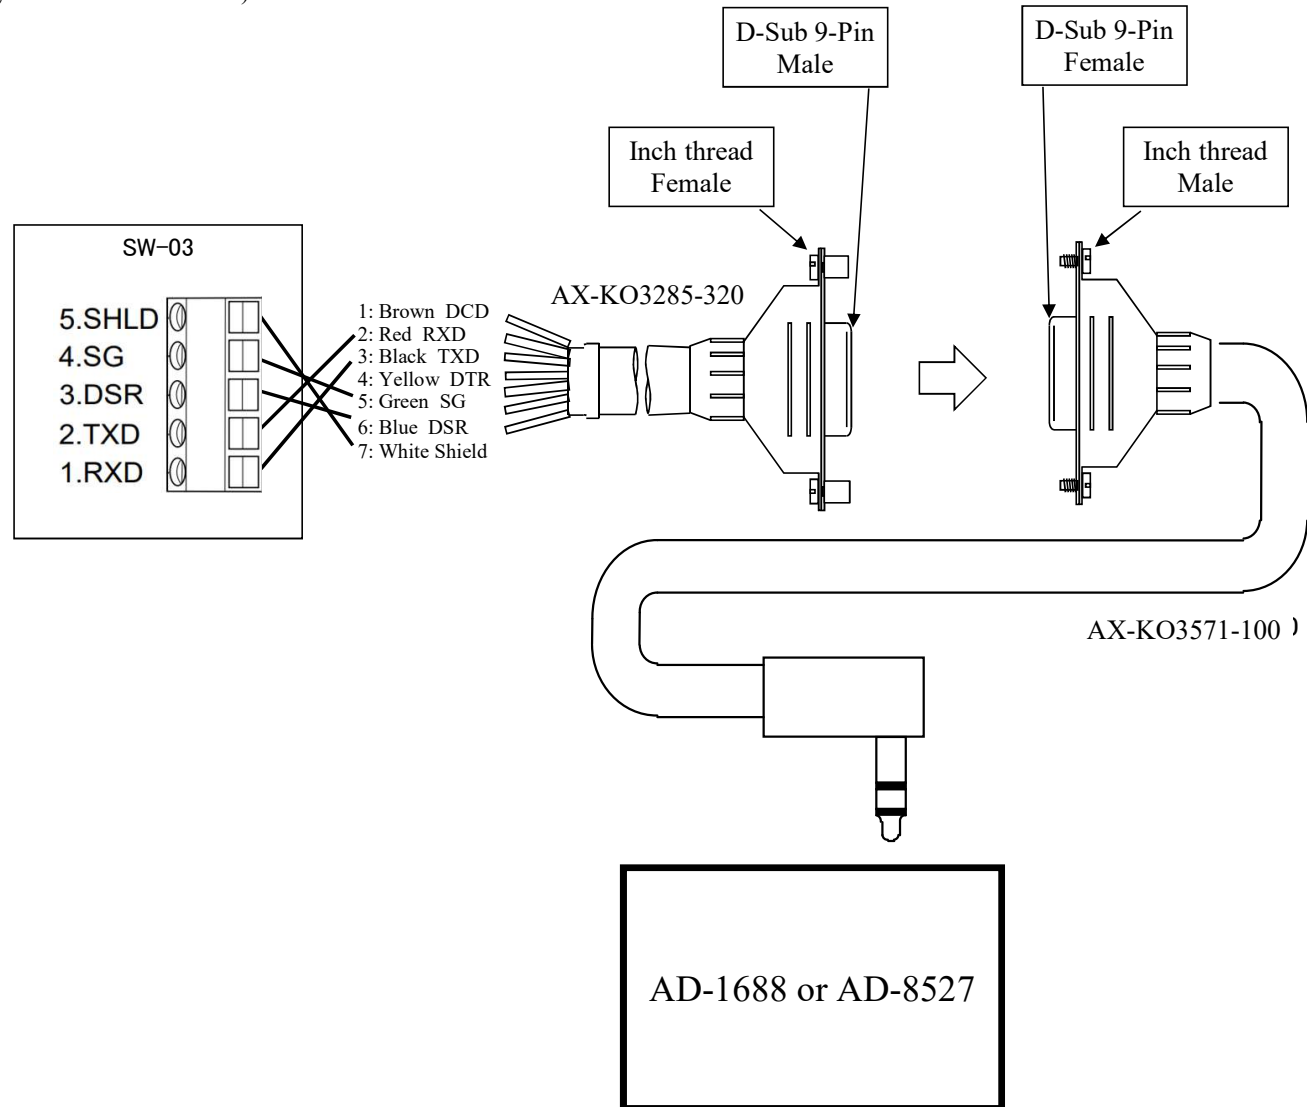 D-Sub 9-Pin
Male
D-Sub 9-Pin
Female
Inch thread
Female
Inch thread
Male
SW-03
5.SHLD
4.SG
3.DSR
2.TXD
1.RXD
1: Brown DCD
2: Red RXD
3: Black TXD
4: Yellow DTR
5: Green SG
6: Blue DSR
7: White Shield
AX-KO3285-320
AX-KO3571-100
AD-1688 or AD-8527